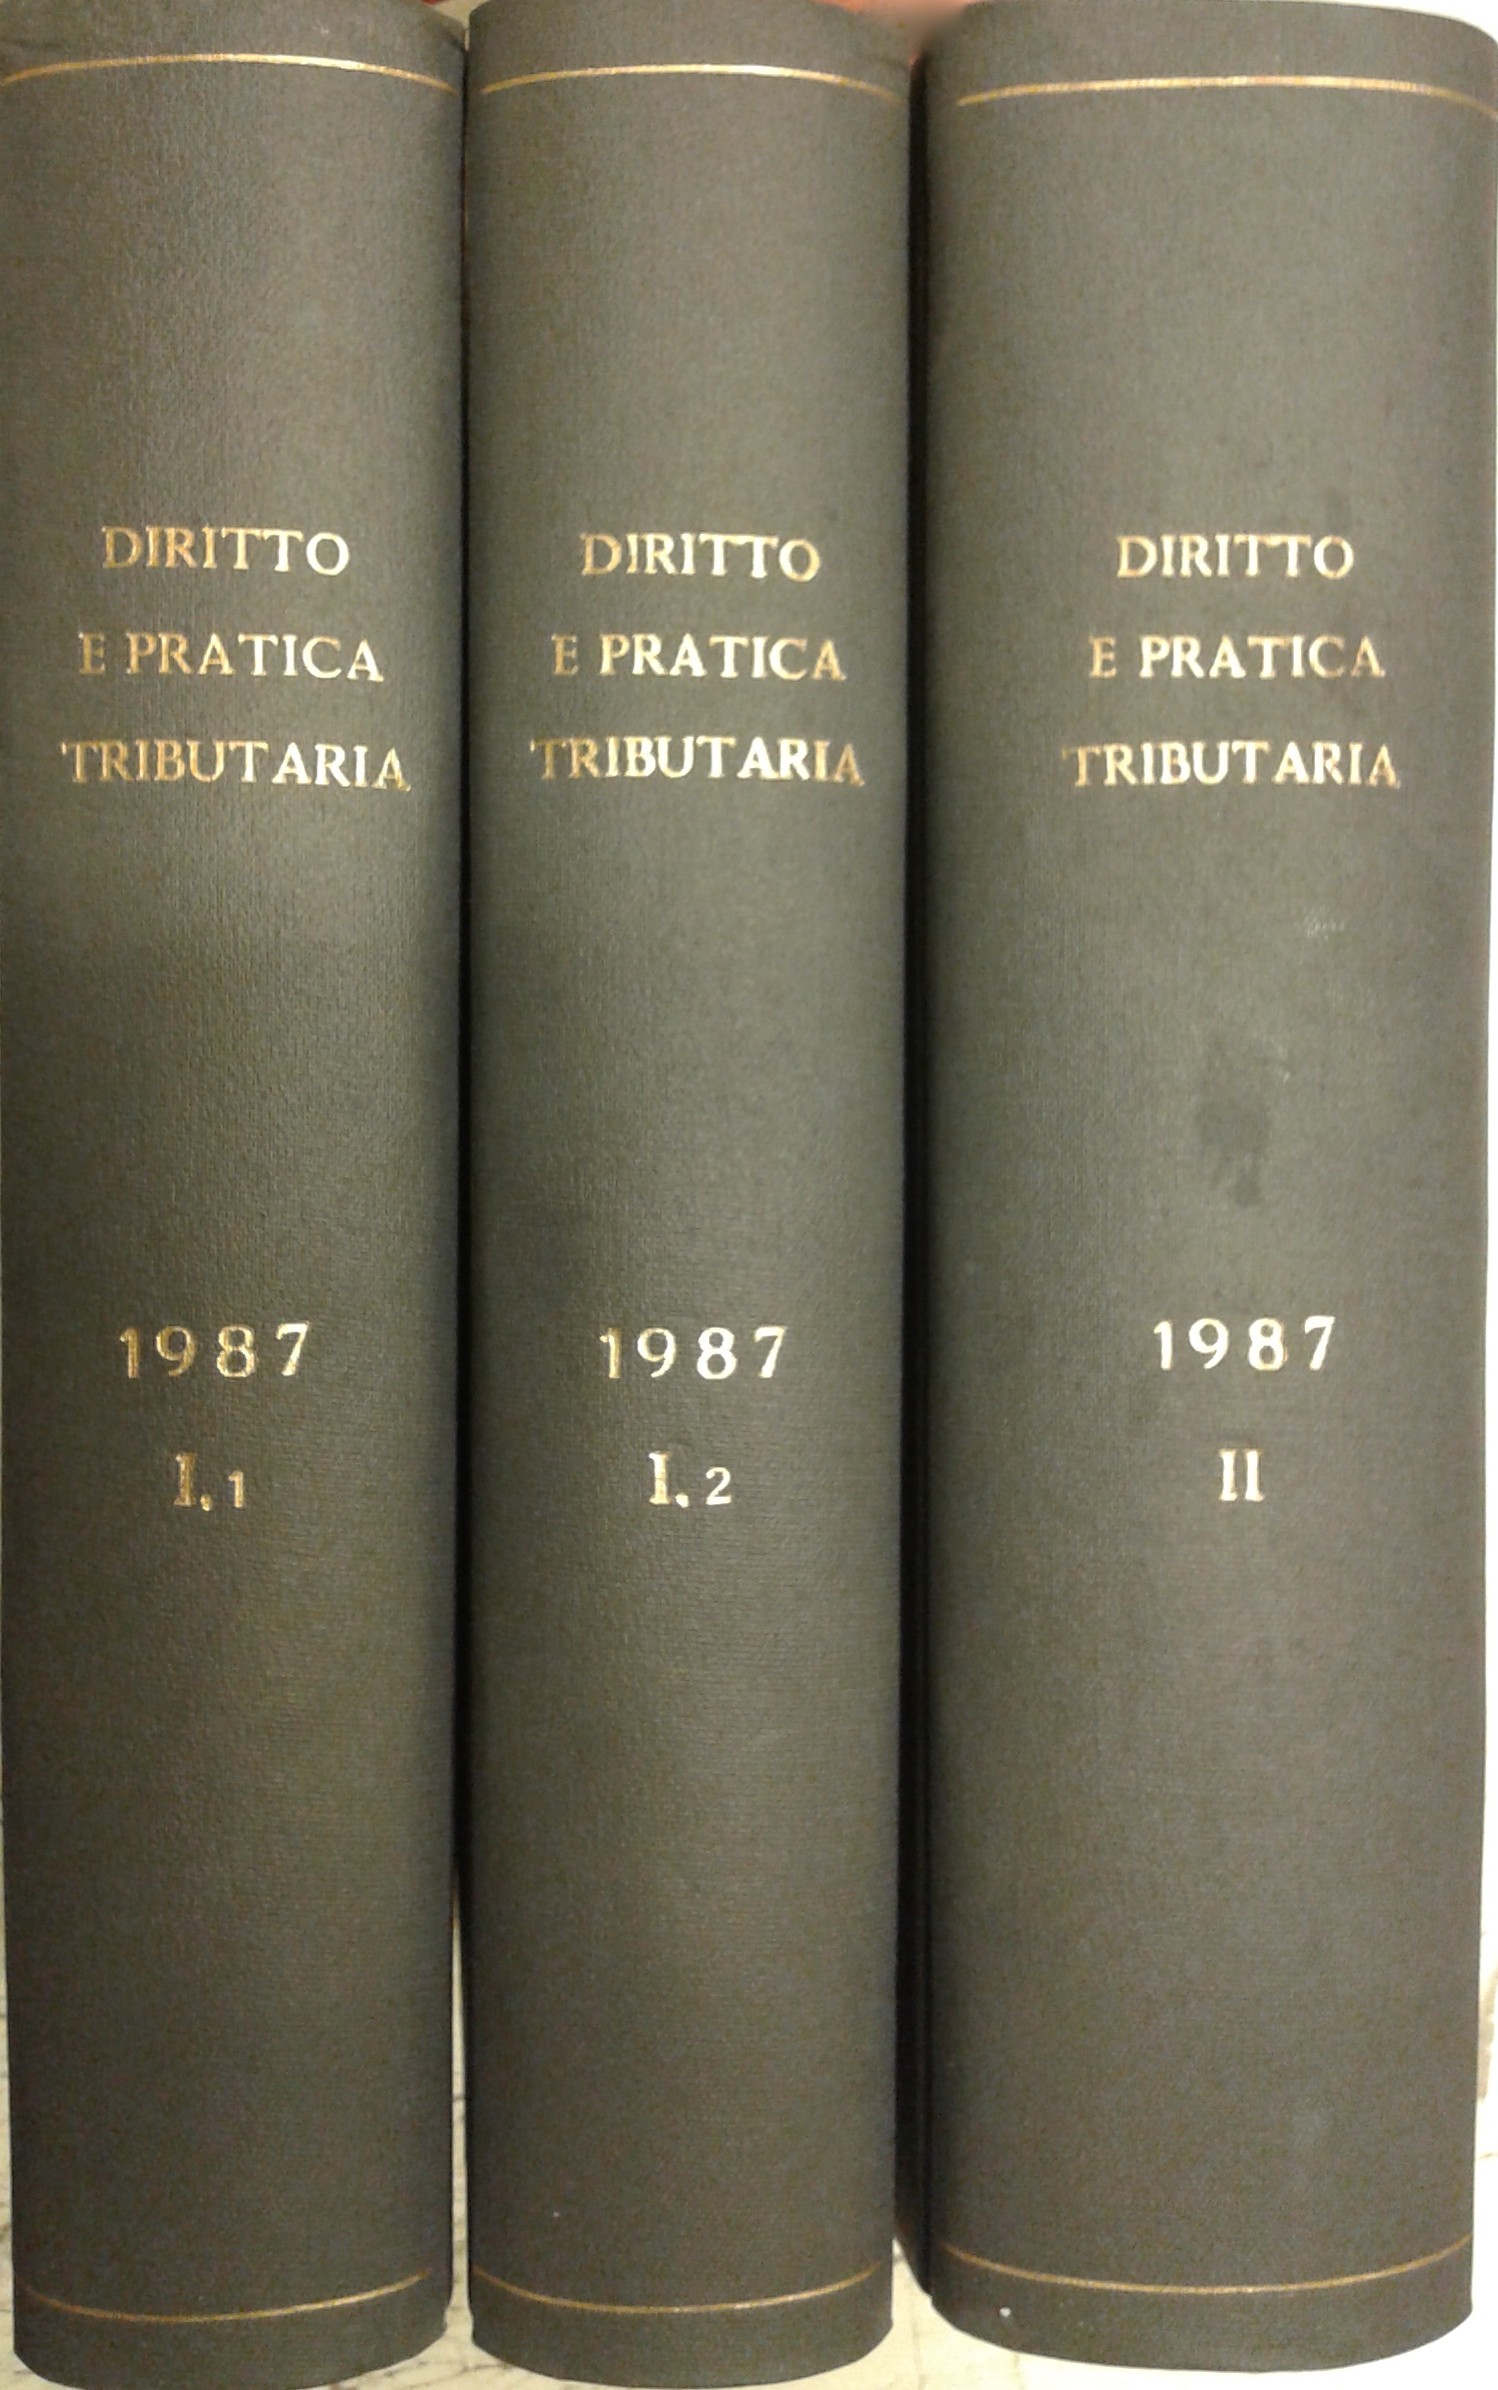 DIRITTO
E PRATICA
TRIBUTARIA
1987
I,1
DIRITTO
E PRATICA
TRIBUTARIA
1987
I.2
DIRITTO
E PRATICA
TRIBUTARIA
1987
II